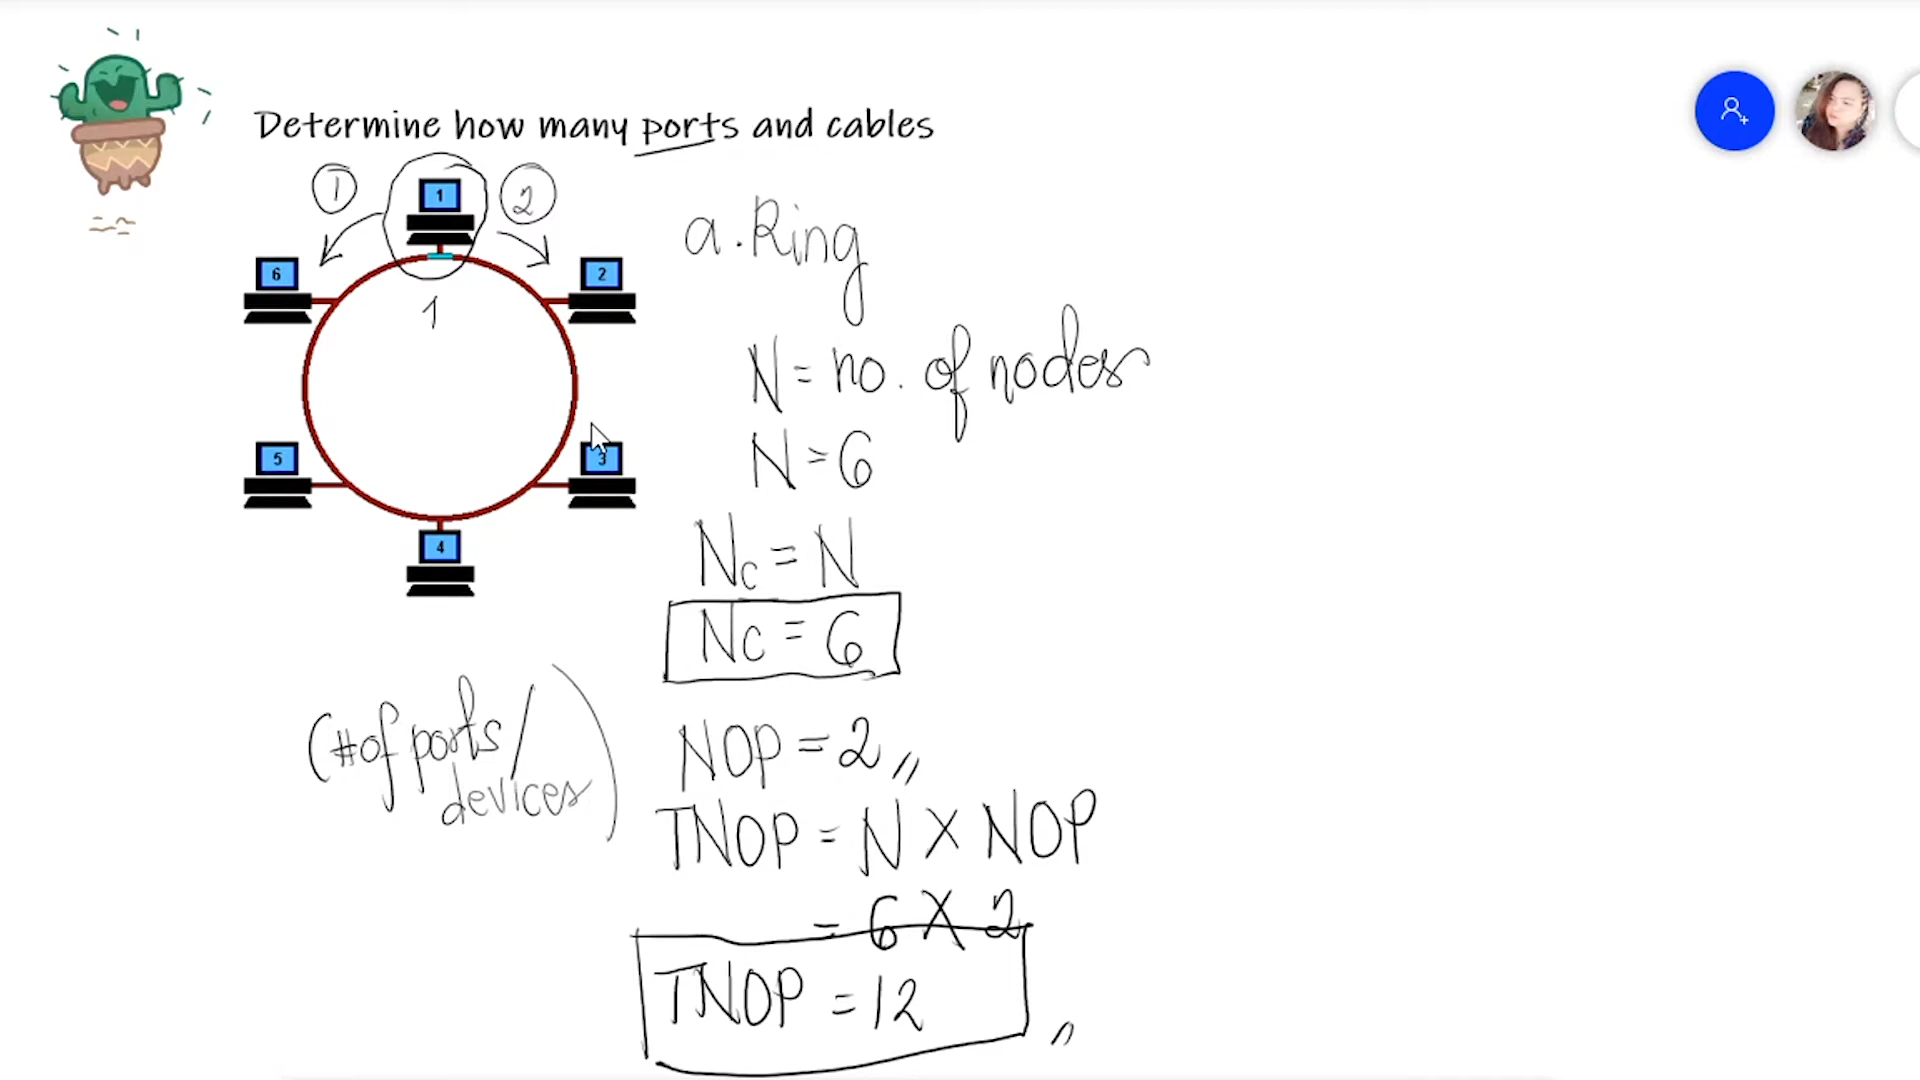 Determine how many ports and cables
1
1
2
6
2
1
5
3
4
a. Ring
N = no. of nodes
N = 6
Nc = N
Nc = 6
(# of ports/
devices)
NOP = 2
TNOP = N X NOP
= 6 X 2
TNOP = 12